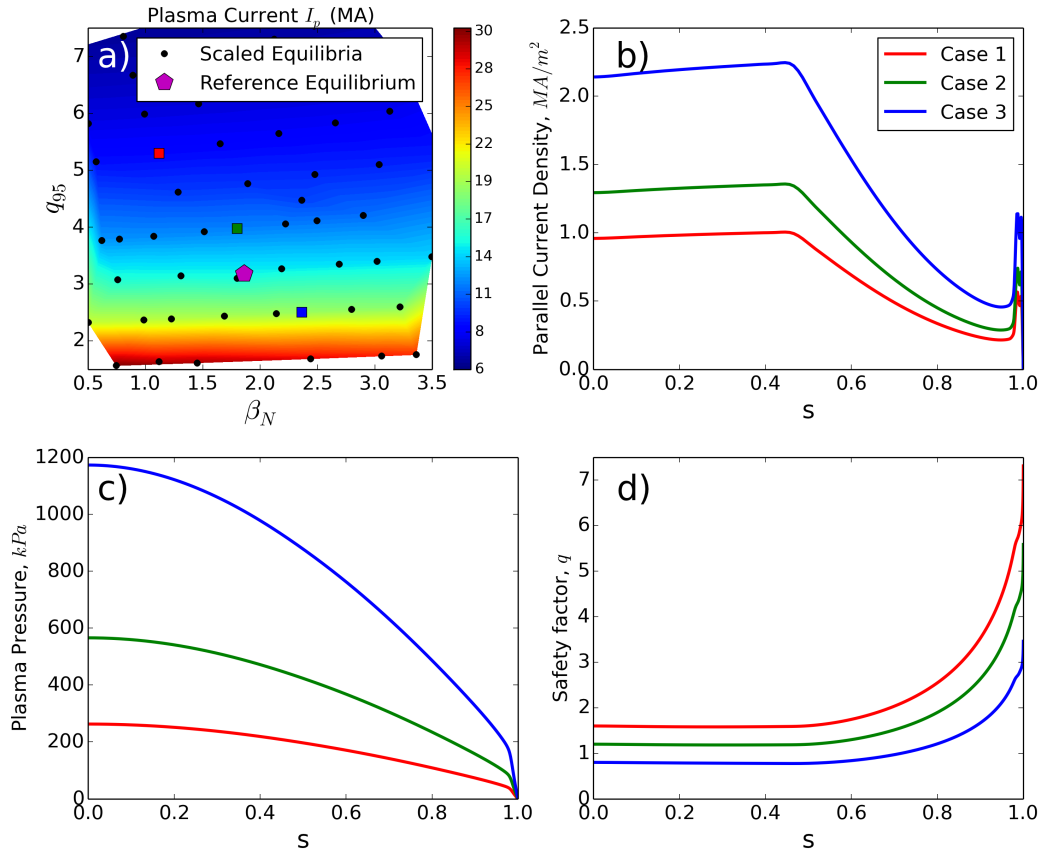 Plasma Current I_p (MA)
a)
Scaled Equilibria
Reference Equilibrium
7
6
5
4
3
2
q_95
0.5 1.0 1.5 2.0 2.5 3.0 3.5
β_N
30
28
25
22
19
17
14
11
8
6
b)
Case 1
Case 2
Case 3
2.5
2.0
1.5
1.0
0.5
0.0
Parallel Current Density, MA/m^2
0.0 0.2 0.4 0.6 0.8 1.0
s
c)
1200
1000
800
600
400
200
0
Plasma Pressure, kPa
0.0 0.2 0.4 0.6 0.8 1.0
s
d)
7
6
5
4
3
2
1
0
Safety factor, q
0.0 0.2 0.4 0.6 0.8 1.0
s